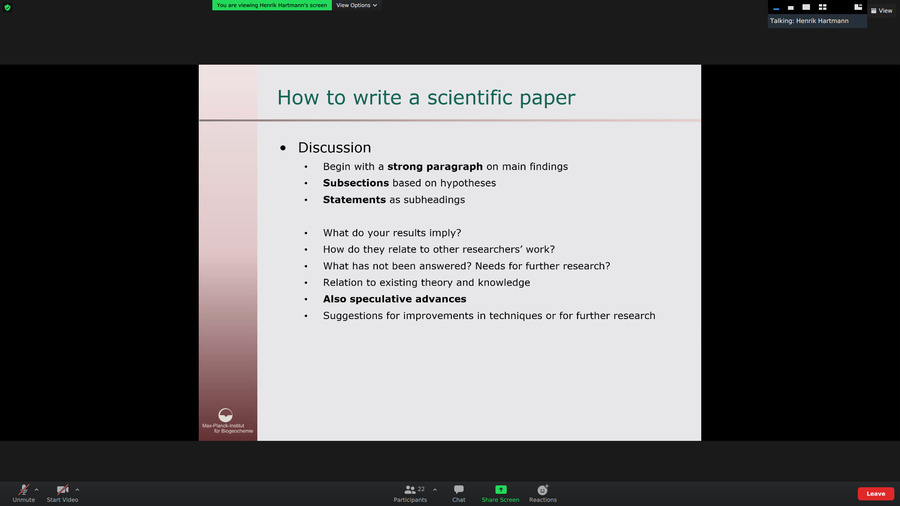 You are viewing Henrik Hartmann's screen
View Options
View
Talking: Henrik Hartmann
How to write a scientific paper
• Discussion
• Begin with a strong paragraph on main findings
• Subsections based on hypotheses
• Statements as subheadings
• What do your results imply?
• How do they relate to other researchers' work?
• What has not been answered? Needs for further research?
• Relation to existing theory and knowledge
• Also speculative advances
• Suggestions for improvements in techniques or for further research
Max-Planck-Institut
für Biogeochemie
Unmute
Start Video
22
Participants
Chat
Share Screen
Reactions
Leave